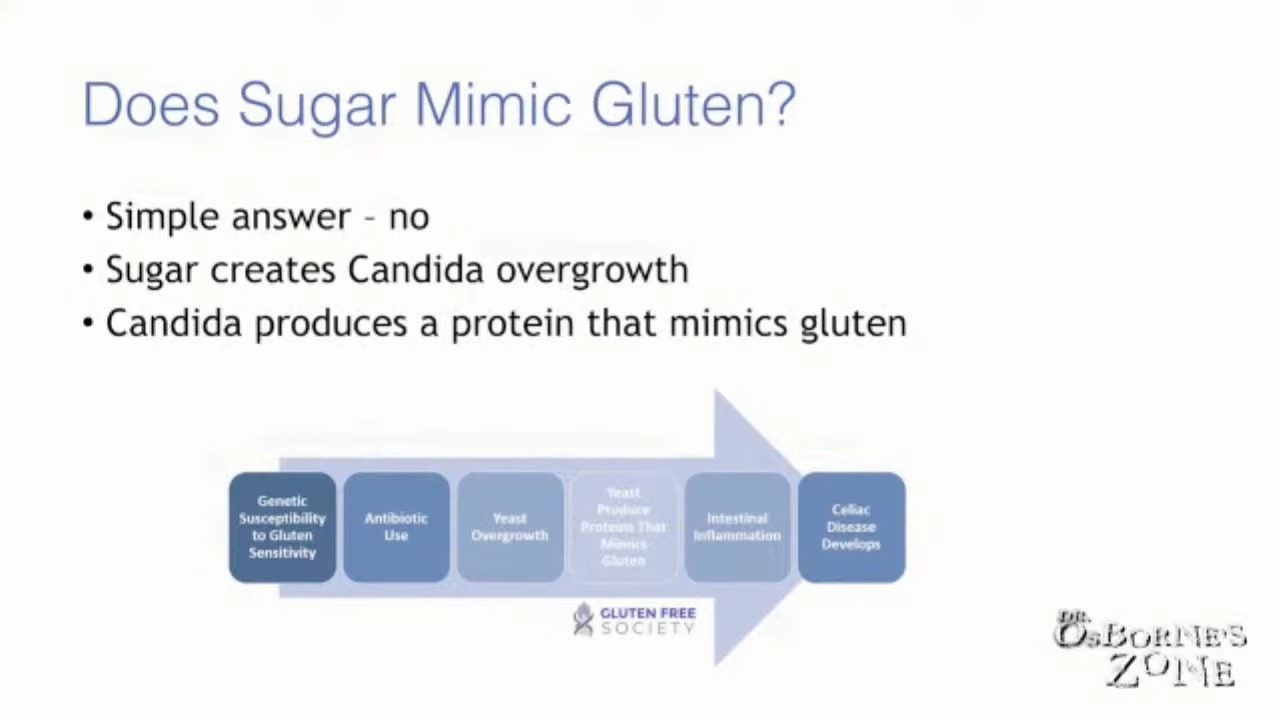 Does Sugar Mimic Gluten?
• Simple answer – no
• Sugar creates Candida overgrowth
• Candida produces a protein that mimics gluten
Genetic
Susceptibility
to Gluten
Sensitivity
Antibiotic
Use
Yeast
Overgrowth
Yeast
Produce
Proteins That
Mimics
Gluten
Intestinal
Inflammation
Celiac
Disease
Develops
GLUTEN FREE
SOCIETY
DR.
OSBORNE'S
ZONE